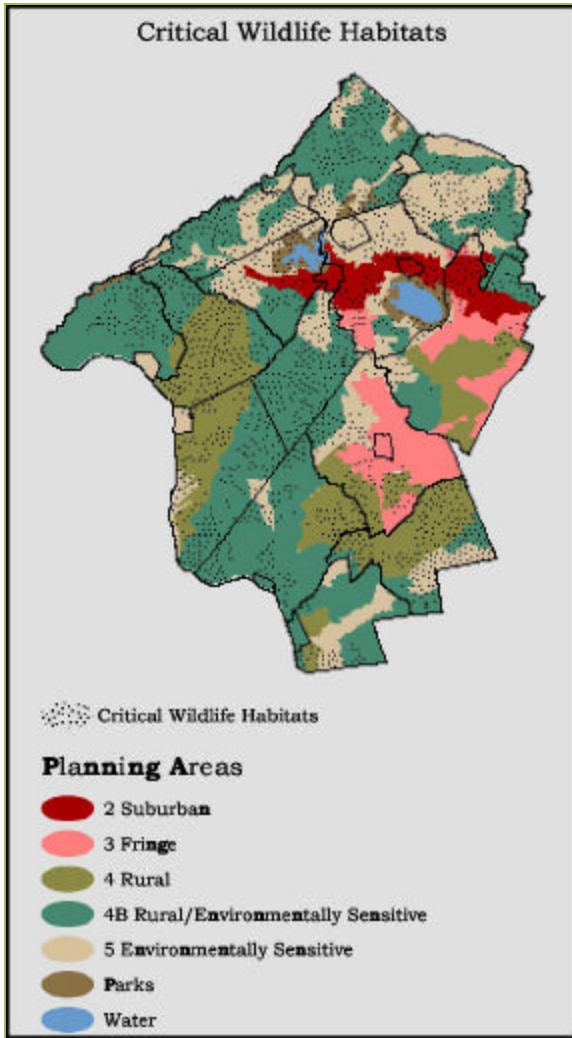 Critical Wildlife Habitats
Critical Wildlife Habitats
Planning Areas
2 Suburban
3 Fringe
4 Rural
4B Rural/Environmentally Sensitive
5 Environmentally Sensitive
Parks
Water